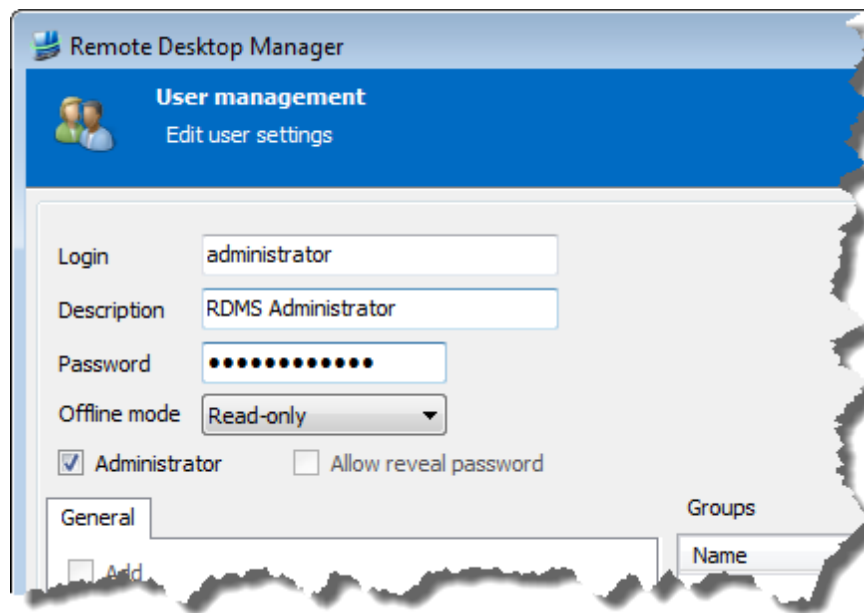 Remote Desktop Manager
User management
Edit user settings
Login administrator
Description RDMS Administrator
Password ••••••••••••
Offline mode Read-only
Administrator Allow reveal password
General Groups
Add Name